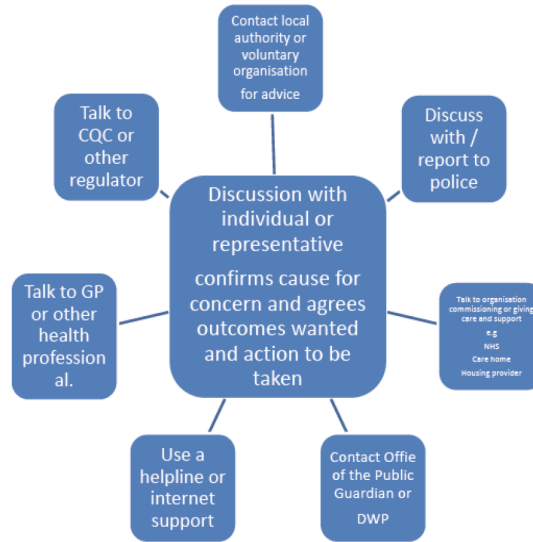 Contact local
authority or
voluntary
organisation
for advice
Talk to
CQC or
other
regulator
Discuss
with /
report to
police
Discussion with
individual or
representative
confirms cause for
concern and agrees
outcomes wanted
and action to be
taken
Talk to GP
or other
health
profession
al.
Talk to organisation
commissioning or giving
care and support
e.g
NHS
Care home
Housing provider
Use a
helpline or
internet
support
Contact Offie
of the Public
Guardian or
DWP